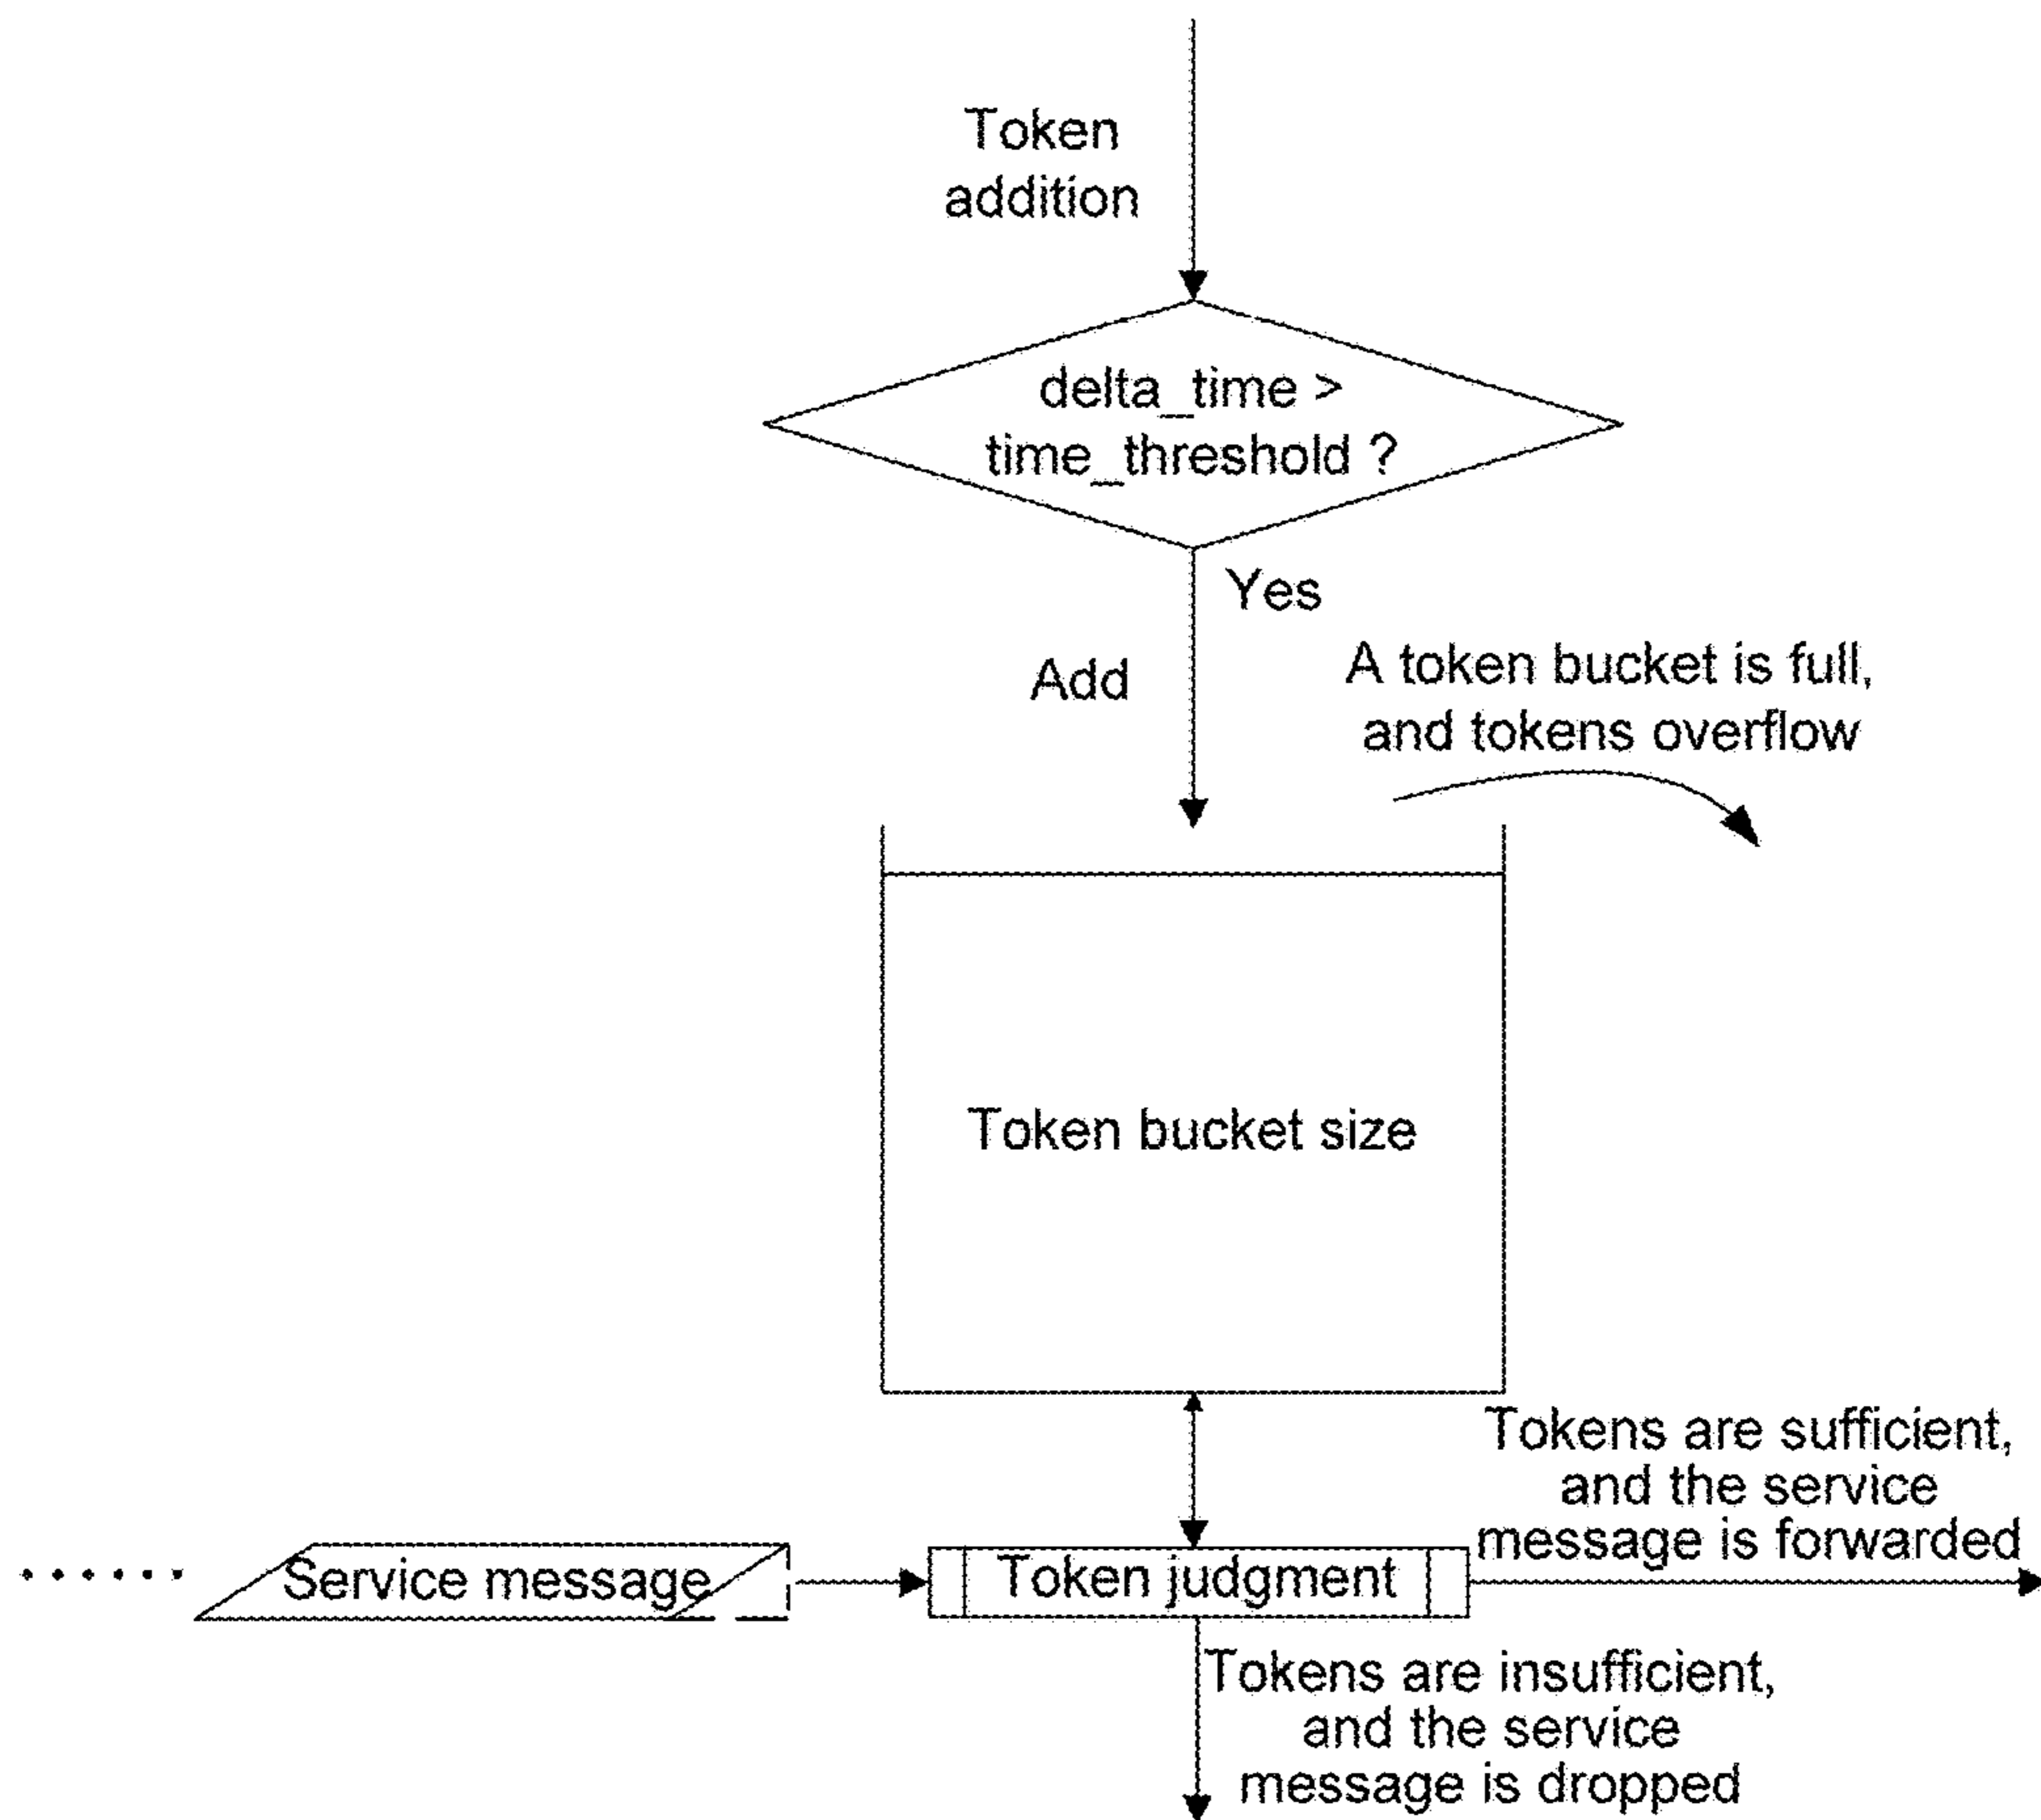 Token
addition
delta_time >
time_threshold ?
Yes
Add
A token bucket is full,
and tokens overflow
Token bucket size
Tokens are sufficient,
and the service
message is forwarded
Service message
Token judgment
Tokens are insufficient,
and the service
message is dropped